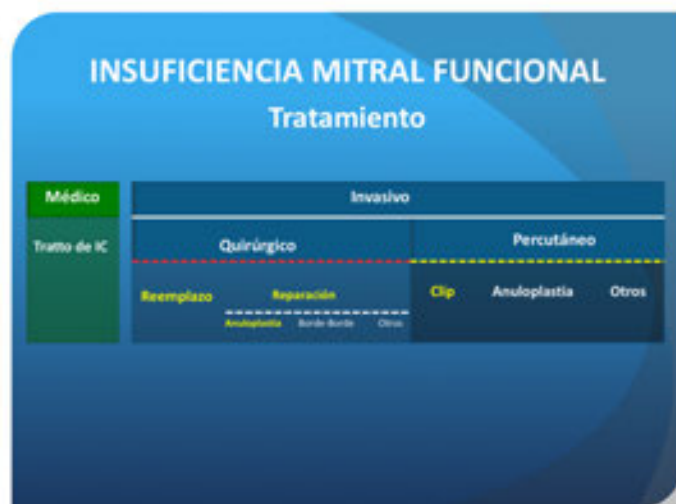 INSUFICIENCIA MITRAL FUNCIONAL
Tratamiento
Médico Invasivo
Tratto de IC Quirúrgico Percutáneo
Reemplazo Reparación Clip Anuloplastia Otros
Anuloplastia Borde-Borde Otros